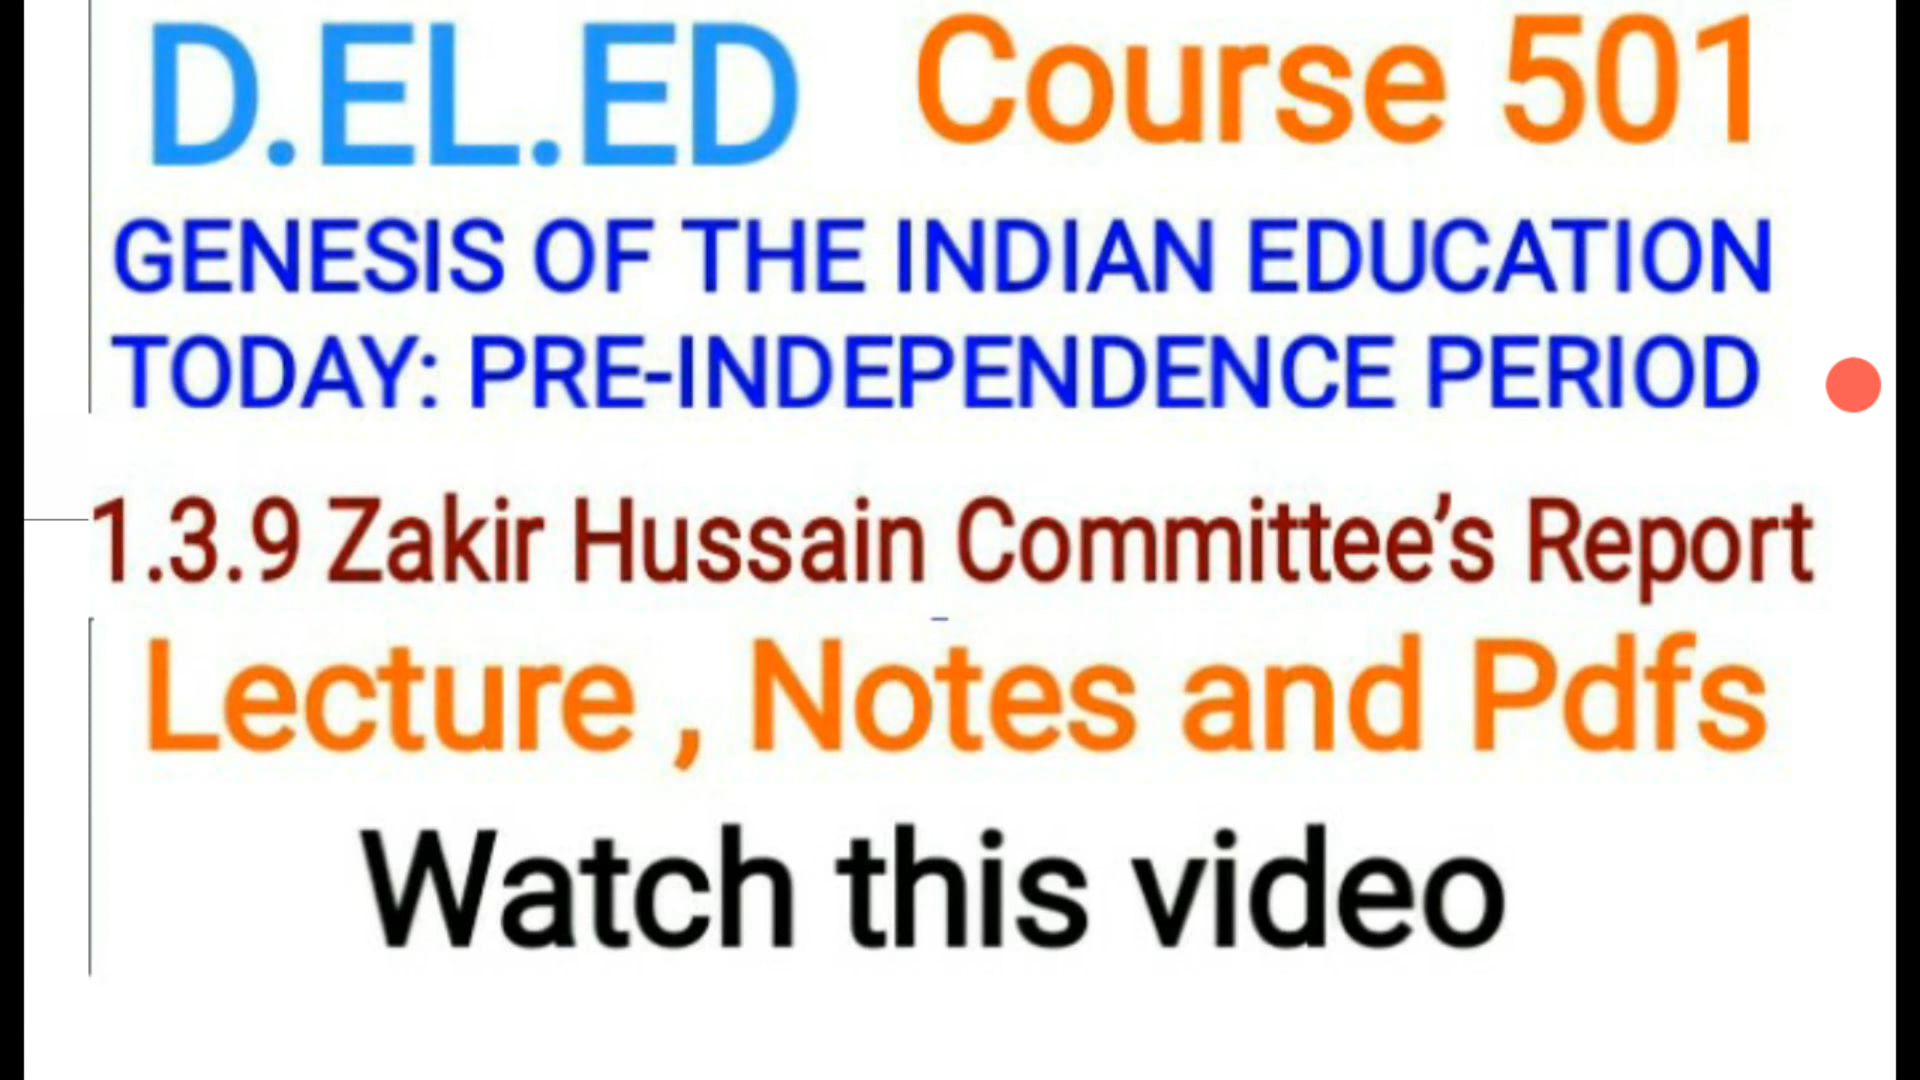 D.EL.ED Course 501
GENESIS OF THE INDIAN EDUCATION
TODAY: PRE-INDEPENDENCE PERIOD
1.3.9 Zakir Hussain Committee’s Report
Lecture , Notes and Pdfs
Watch this video